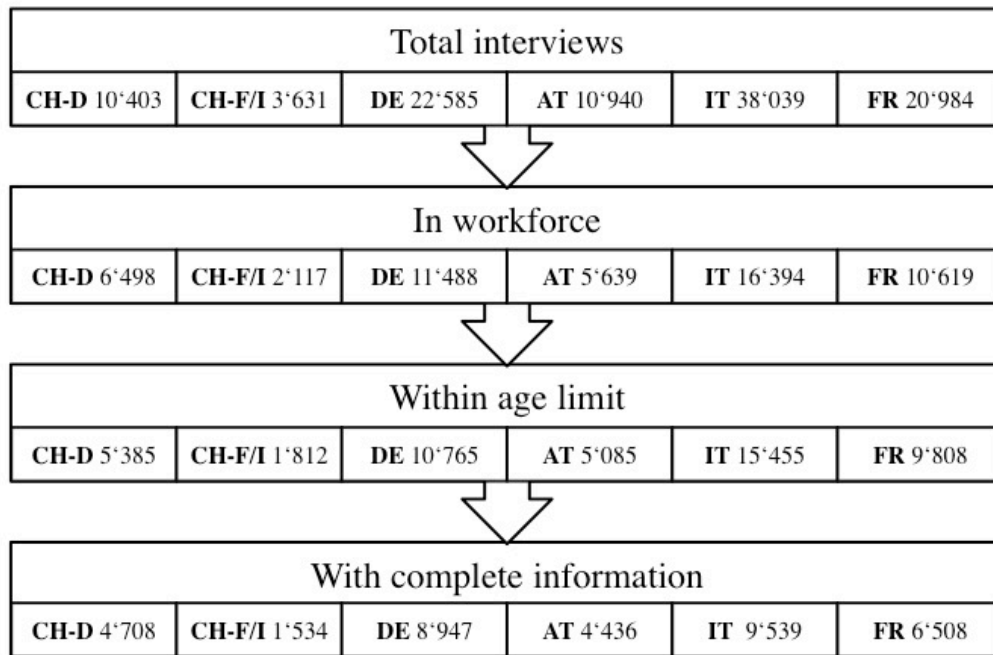 Total interviews
CH-D 10‘403 CH-F/I 3‘631 DE 22‘585 AT 10‘940 IT 38‘039 FR 20‘984
In workforce
CH-D 6‘498 CH-F/I 2‘117 DE 11‘488 AT 5‘639 IT 16‘394 FR 10‘619
Within age limit
CH-D 5‘385 CH-F/I 1‘812 DE 10‘765 AT 5‘085 IT 15‘455 FR 9‘808
With complete information
CH-D 4‘708 CH-F/I 1‘534 DE 8‘947 AT 4‘436 IT 9‘539 FR 6‘508